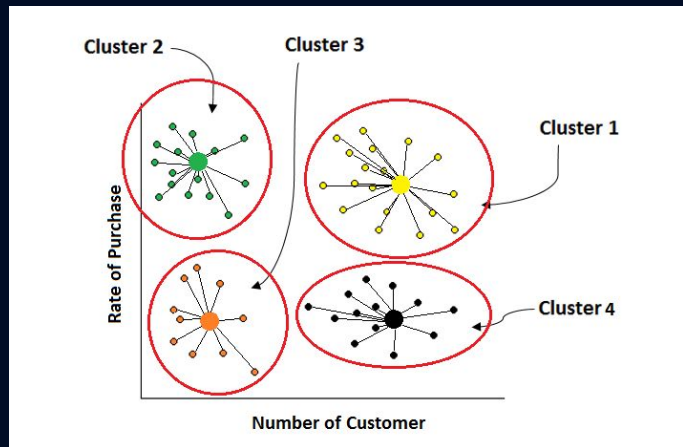 Cluster 2
Cluster 3
Cluster 1
Rate of Purchase
Cluster 4
Number of Customer